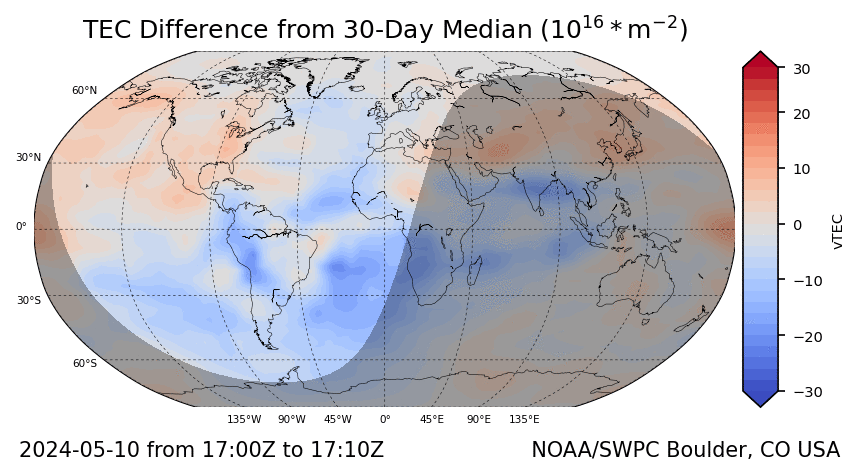 TEC Difference from 30-Day Median (10^16 * m^−2)
60°N
30°N
0°
30°S
60°S
135°W 90°W 45°W 0° 45°E 90°E 135°E
30
20
10
0
−10
−20
−30
vTEC
2024-05-10 from 17:00Z to 17:10Z NOAA/SWPC Boulder, CO USA